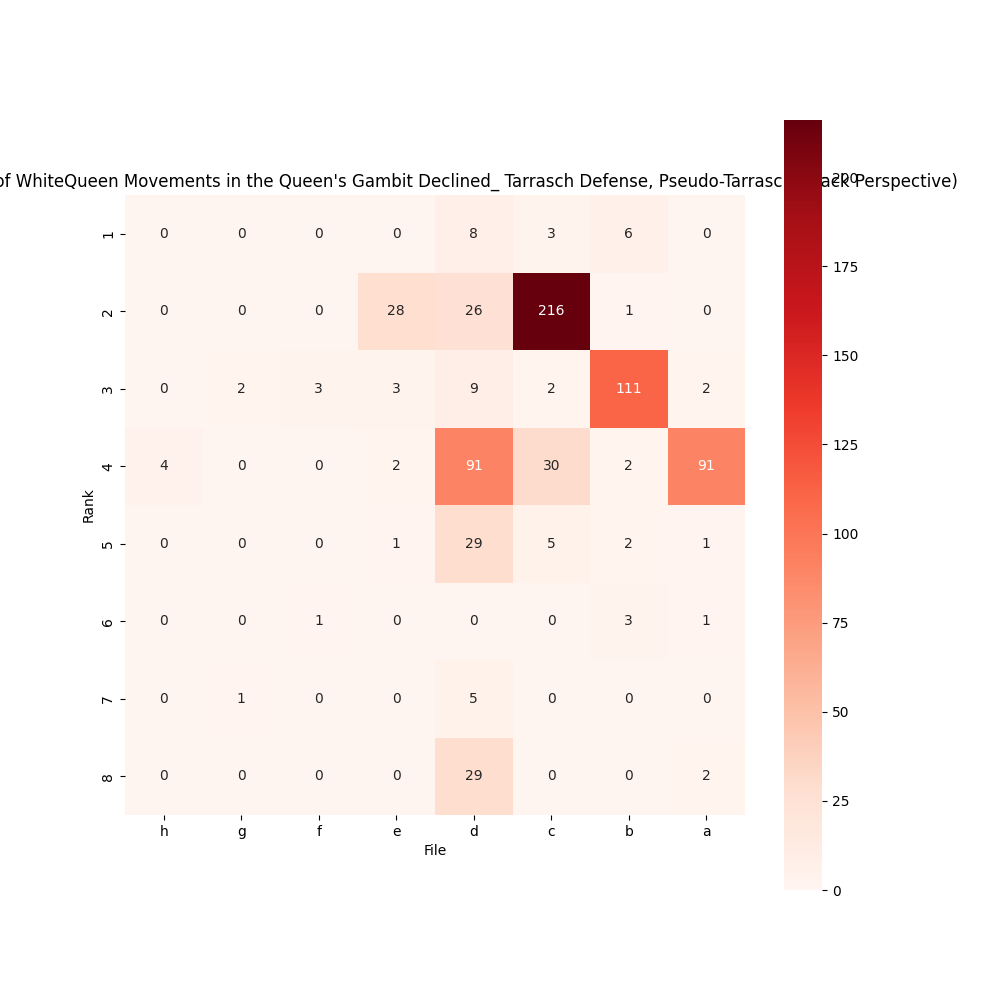 of WhiteQueen Movements in the Queen's Gambit Declined_ Tarrasch Defense, Perspective)
1 0 0 0 0 8 3 6 0
2 0 0 0 28 26 216 1 0
3 0 2 3 3 9 2 111 2
4 4 0 0 2 91 30 2 91
5 0 0 0 1 29 5 2 1
6 0 0 1 0 0 0 3 1
7 0 1 0 0 5 0 0 0
8 0 0 0 0 29 0 0 2
h g f e d c b a
File
Rank
200
175
150
125
100
75
50
25
0